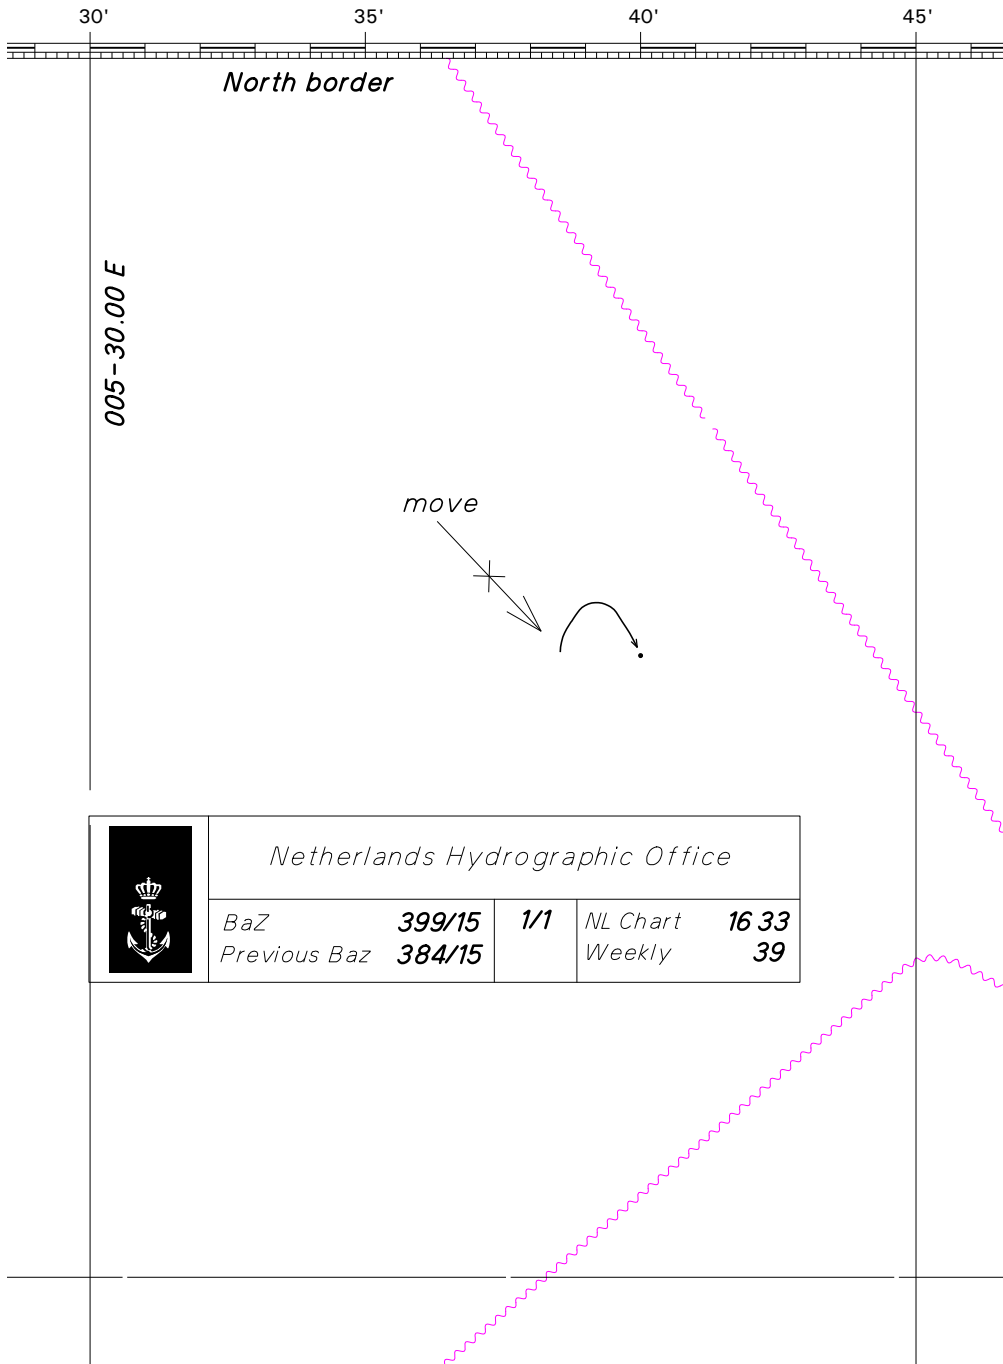 30' 35' 40' 45'
North border
005-30.00 E
move
Netherlands Hydrographic Office
BaZ 399/15 1/1 NL Chart 16 33
Previous Baz 384/15 Weekly 39